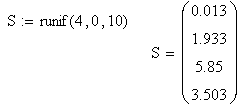 S := runif(4,0,10)
S =
0.013
1.933
5.85
3.503